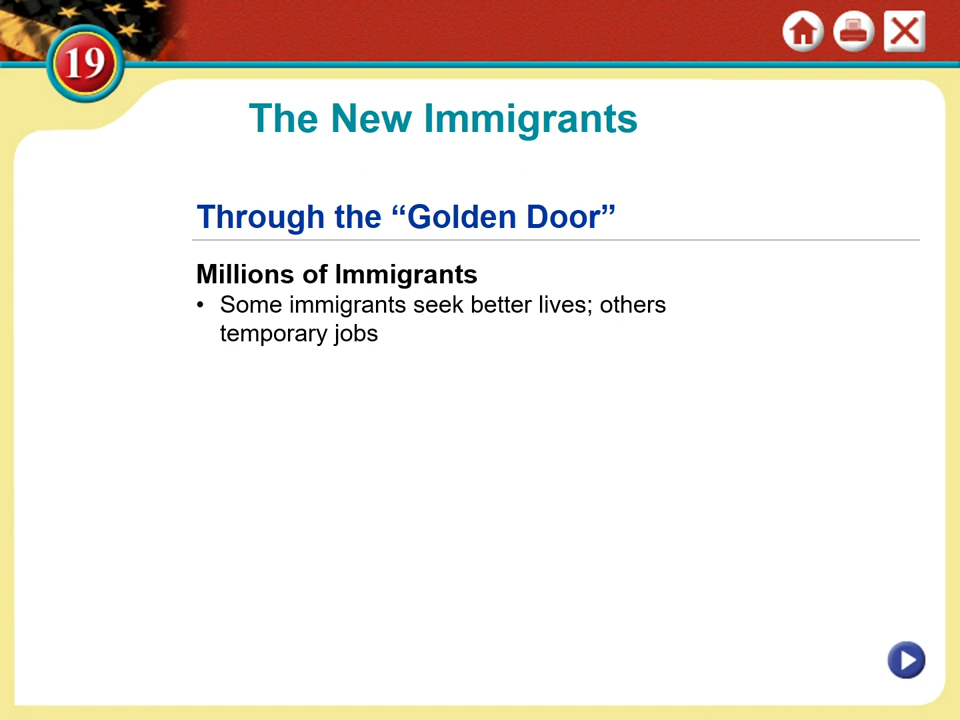 19
The New Immigrants
Through the “Golden Door”
Millions of Immigrants
• Some immigrants seek better lives; others
temporary jobs